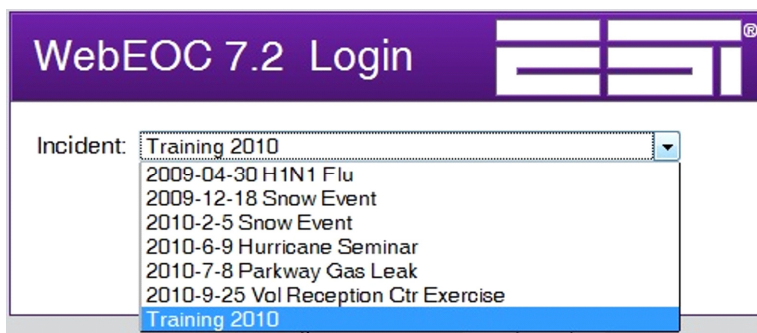 WebEOC 7.2 Login
ESi®
Incident: Training 2010
2009-04-30 H1N1 Flu
2009-12-18 Snow Event
2010-2-5 Snow Event
2010-6-9 Hurricane Seminar
2010-7-8 Parkway Gas Leak
2010-9-25 Vol Reception Ctr Exercise
Training 2010